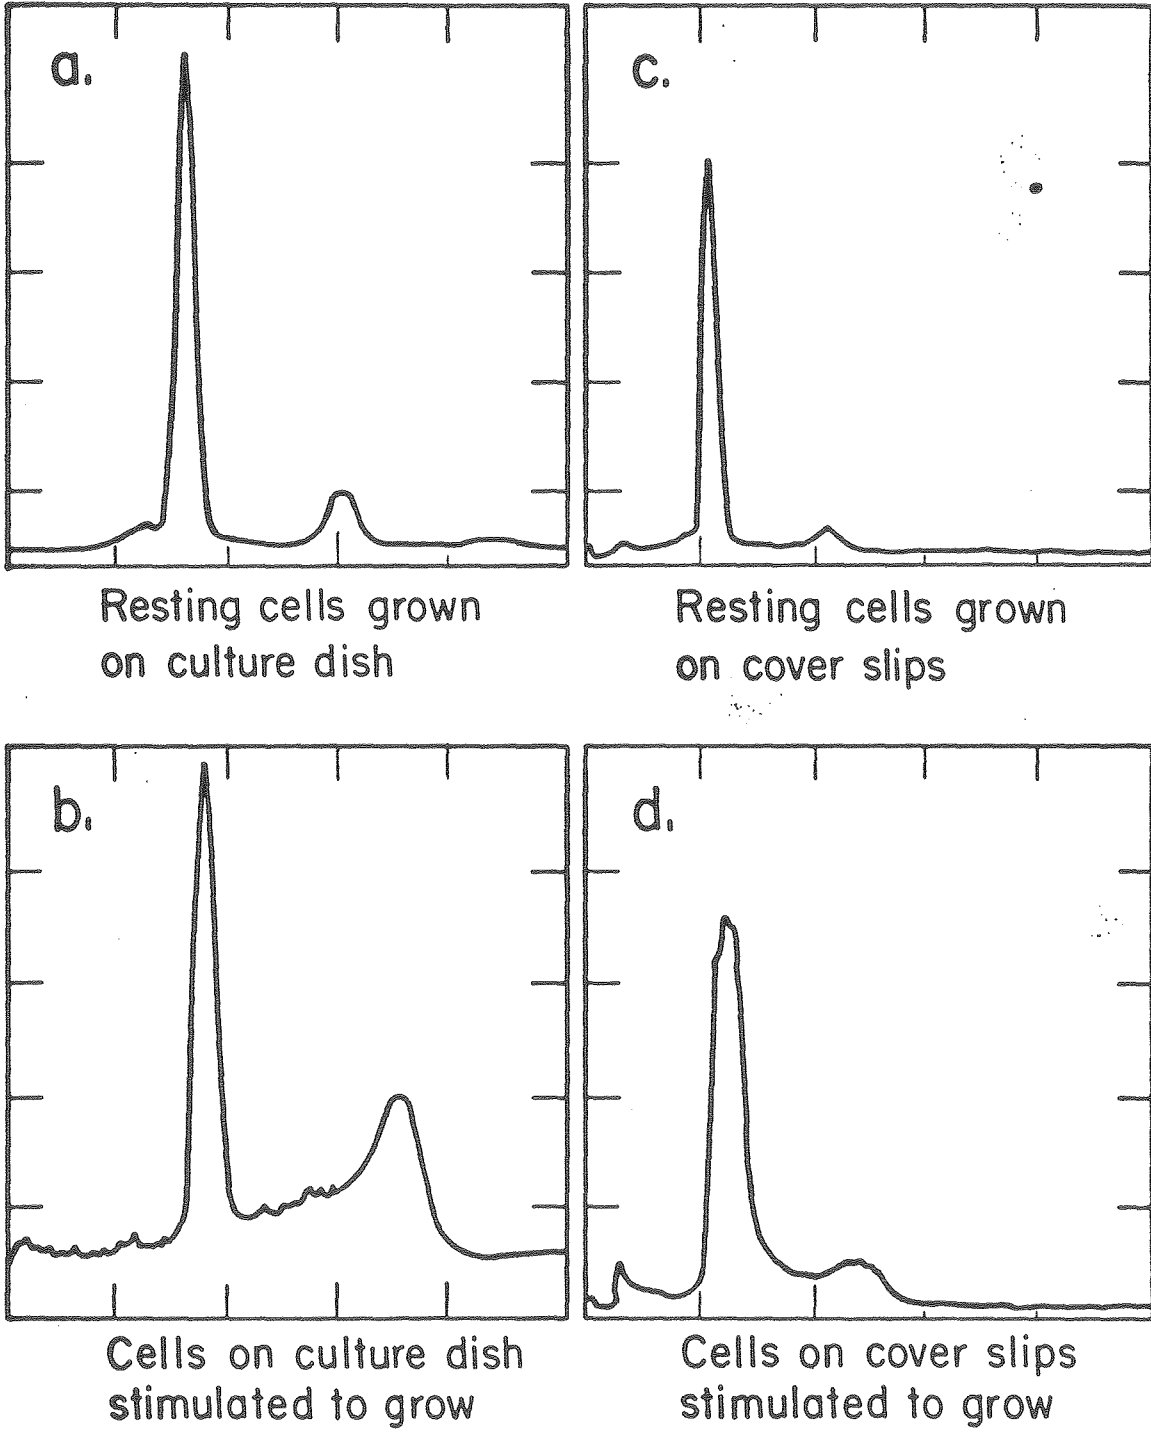 a.
Resting cells grown
on culture dish
c.
Resting cells grown
on cover slips
b.
Cells on culture dish
stimulated to grow
d.
Cells on cover slips
stimulated to grow